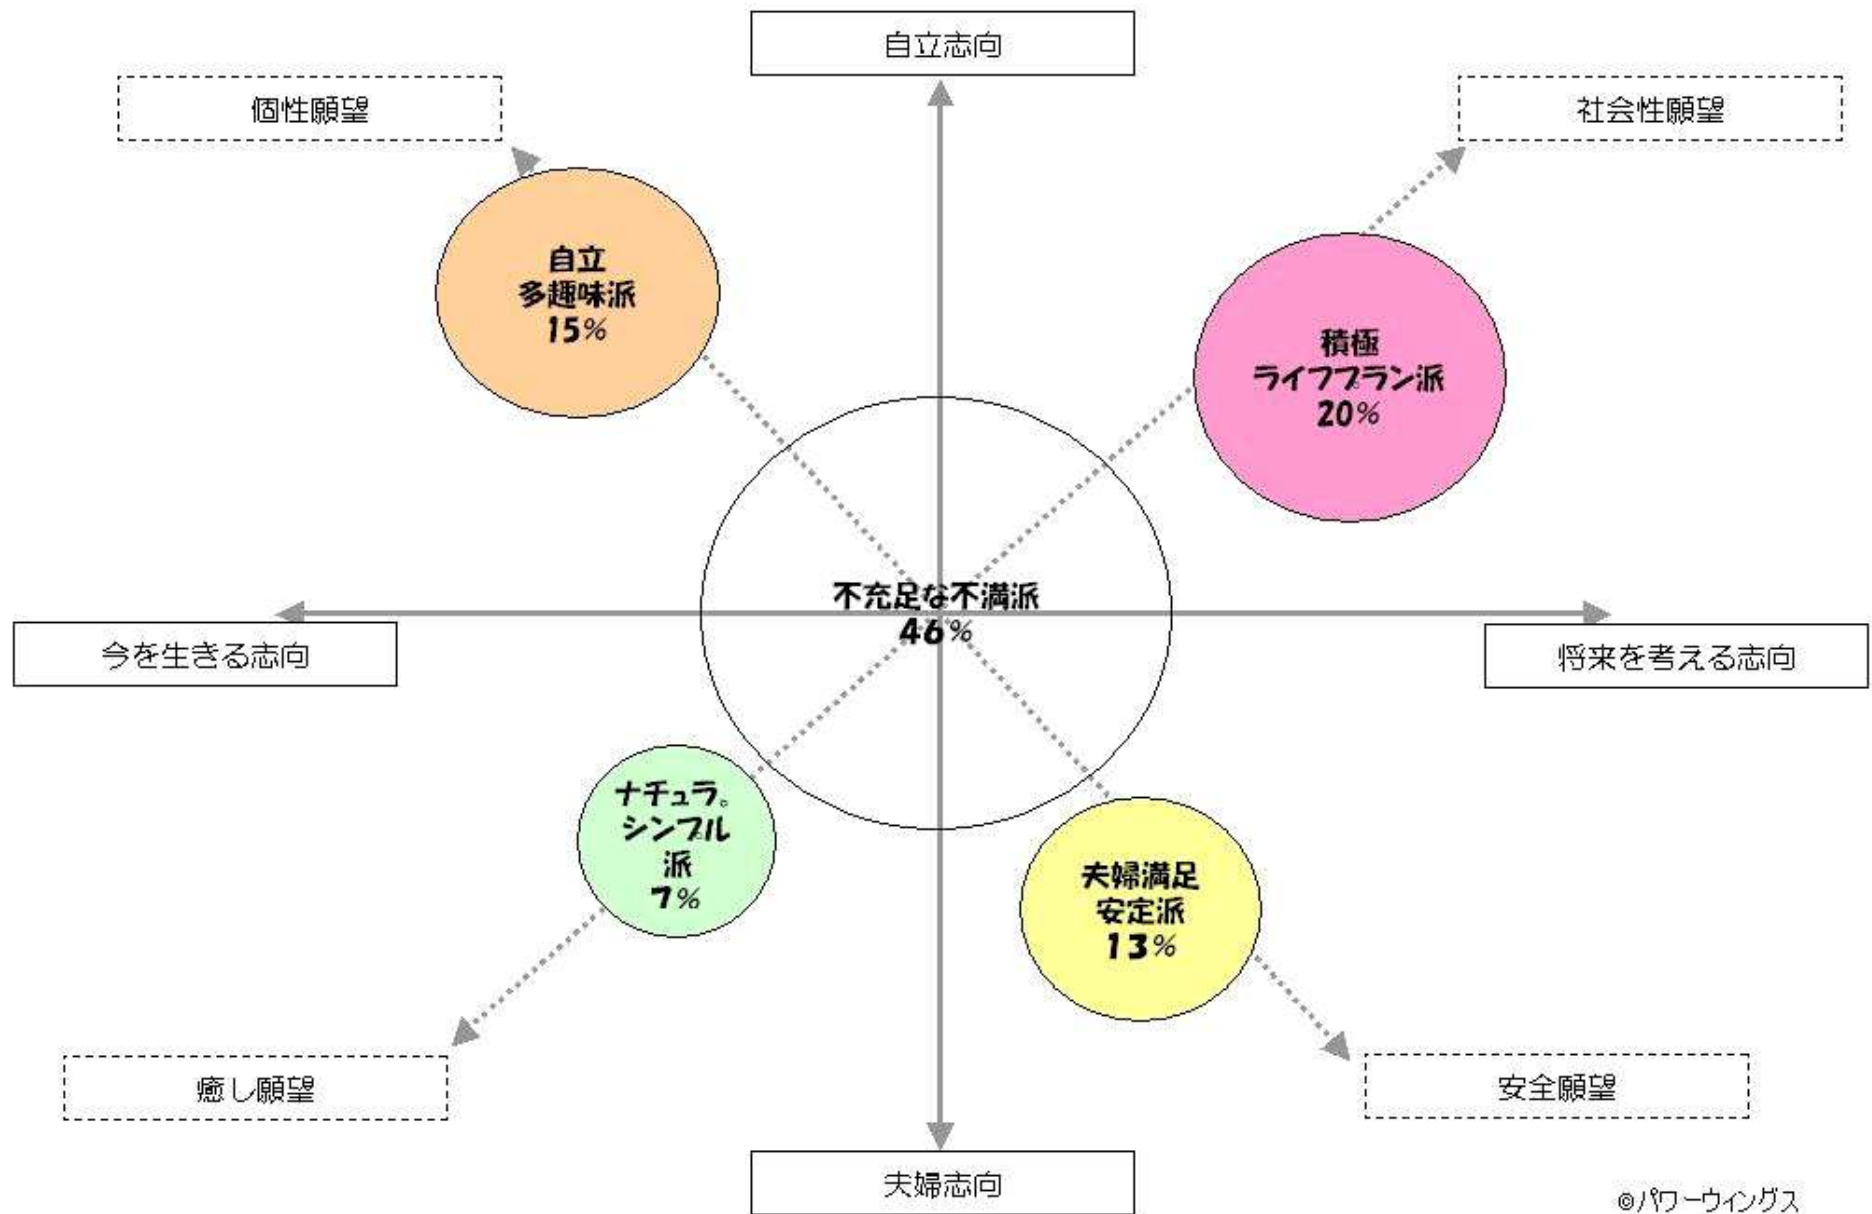 自立志向
個性願望
社会性願望
自立
多趣味派
15%
積極
ライフプラン派
20%
不充足な不満派
46%
今を生きる志向
将来を考える志向
ナチュラ。
シンプル
派
7%
夫婦満足
安定派
13%
癒し願望
安全願望
夫婦志向
©パワーウィングス